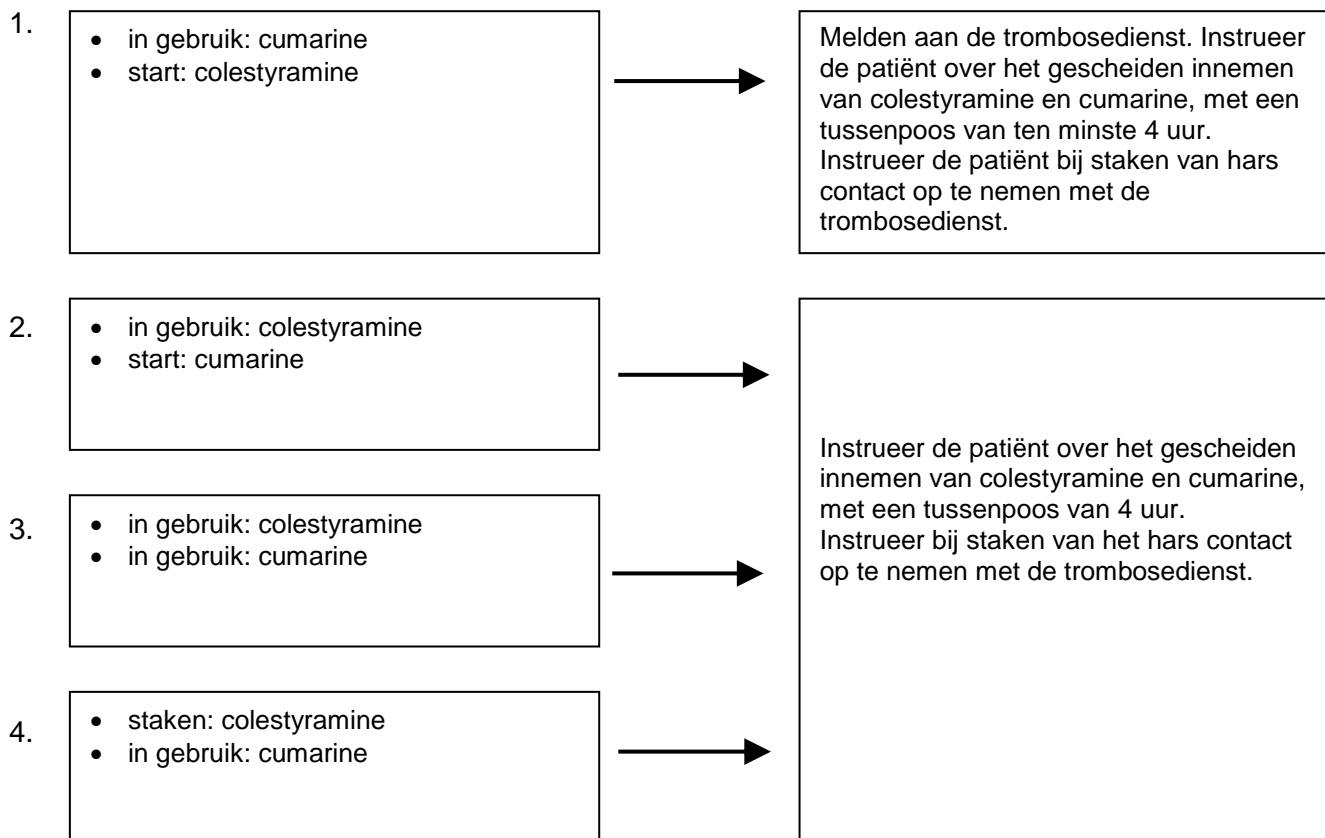 1.
• in gebruik: cumarine
• start: colestyramine
Melden aan de trombosedienst. Instrueer
de patiënt over het gescheiden innemen
van colestyramine en cumarine, met een
tussenpoos van ten minste 4 uur.
Instrueer de patiënt bij staken van hars
contact op te nemen met de
trombosedienst.
2.
• in gebruik: colestyramine
• start: cumarine
3.
• in gebruik: colestyramine
• in gebruik: cumarine
4.
• staken: colestyramine
• in gebruik: cumarine
Instrueer de patiënt over het gescheiden
innemen van colestyramine en cumarine,
met een tussenpoos van 4 uur.
Instrueer bij staken van het hars contact
op te nemen met de trombosedienst.